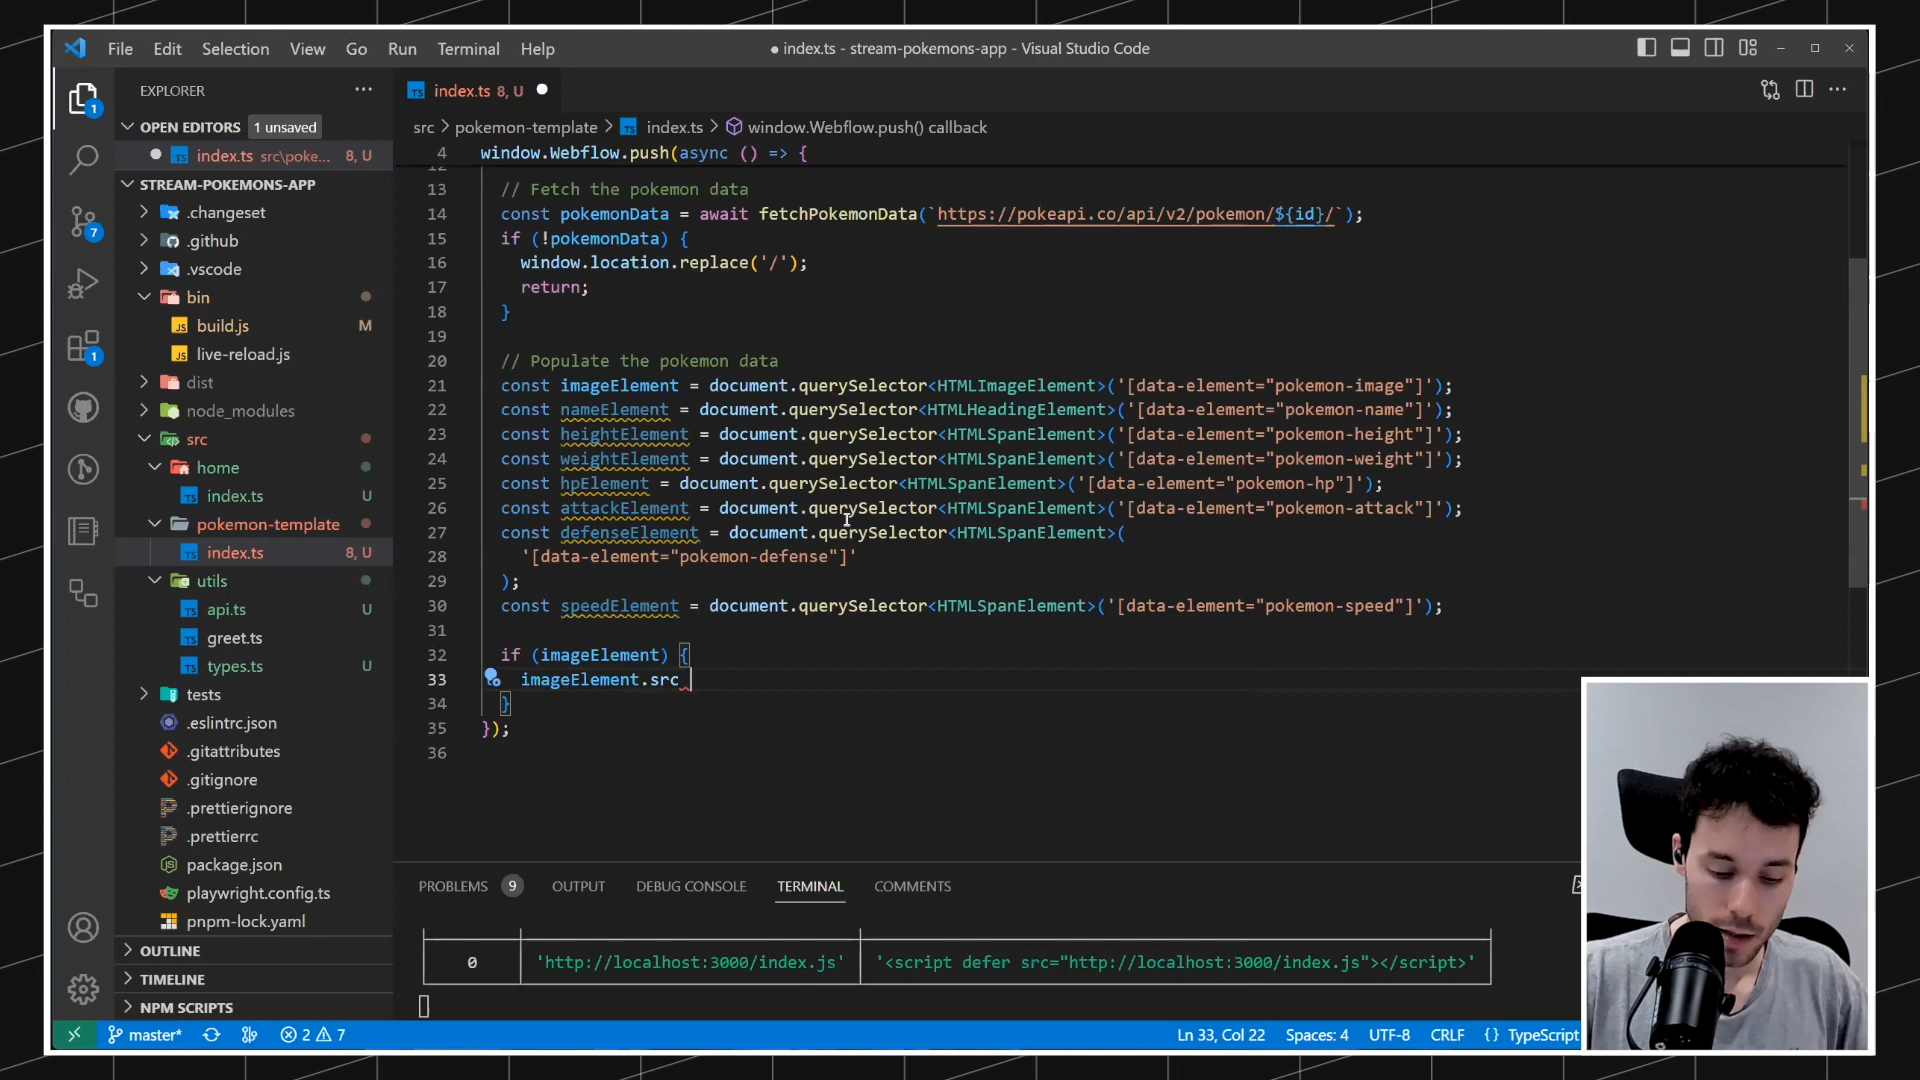 File Edit Selection View Go Run Terminal Help
● index.ts - stream-pokemons-app - Visual Studio Code
EXPLORER
OPEN EDITORS 1 unsaved
index.ts src\poke... 8, U
STREAM-POKEMONS-APP
.changeset
.github
.vscode
bin
build.js M
live-reload.js
dist
node_modules
src
home
index.ts U
pokemon-template
index.ts 8, U
utils
api.ts U
greet.ts
types.ts U
tests
.eslintrc.json
.gitattributes
.gitignore
.prettierignore
.prettierrc
package.json
playwright.config.ts
pnpm-lock.yaml
OUTLINE
TIMELINE
NPM SCRIPTS
1
7
1
index.ts 8, U
src > pokemon-template > index.ts > window.Webflow.push() callback
4 window.Webflow.push(async () => {
12
13 // Fetch the pokemon data
14 const pokemonData = await fetchPokemonData(`https://pokeapi.co/api/v2/pokemon/${id}/`);
15 if (!pokemonData) {
16 window.location.replace('/');
17 return;
18 }
19
20 // Populate the pokemon data
21 const imageElement = document.querySelector<HTMLImageElement>('[data-element="pokemon-image"]');
22 const nameElement = document.querySelector<HTMLHeadingElement>('[data-element="pokemon-name"]');
23 const heightElement = document.querySelector<HTMLSpanElement>('[data-element="pokemon-height"]');
24 const weightElement = document.querySelector<HTMLSpanElement>('[data-element="pokemon-weight"]');
25 const hpElement = document.querySelector<HTMLSpanElement>('[data-element="pokemon-hp"]');
26 const attackElement = document.querySelector<HTMLSpanElement>('[data-element="pokemon-attack"]');
27 const defenseElement = document.querySelector<HTMLSpanElement>(
28 '[data-element="pokemon-defense"]'
29 );
30 const speedElement = document.querySelector<HTMLSpanElement>('[data-element="pokemon-speed"]');
31
32 if (imageElement) {
33 imageElement.src
34 }
35 });
36
PROBLEMS 9 OUTPUT DEBUG CONSOLE TERMINAL COMMENTS
0 'http://localhost:3000/index.js' '<script defer src="http://localhost:3000/index.js"></script>'
master* 2 7 Ln 33, Col 22 Spaces: 4 UTF-8 CRLF {} TypeScript